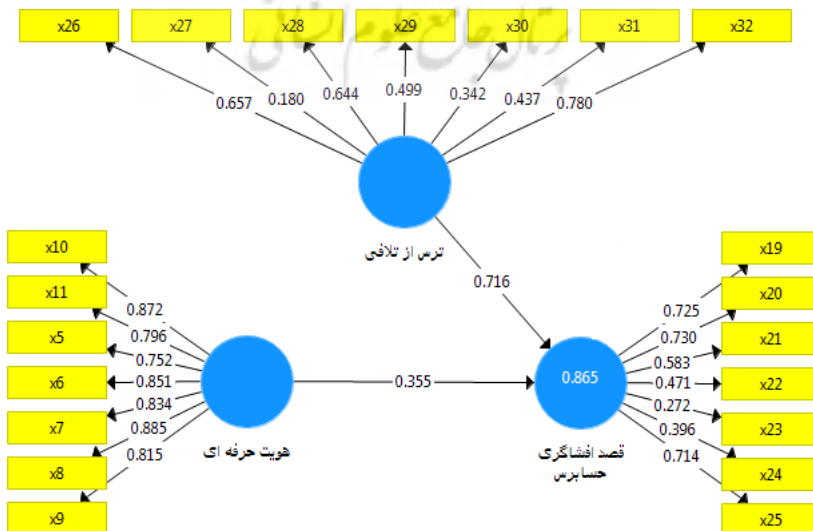 پرتال جامع علوم انسانی
x26 x27 x28 x29 x30 x31 x32
0.657 0.180 0.644 0.499 0.342 0.437 0.780
ترس از تلافی
0.716
x10
x11
x5
x6
x7
x8
x9
0.872
0.796
0.752
0.851
0.834
0.885
0.815
هویت حرفه ای
0.355
0.865
قصد افشاگری
حسابرس
0.725
0.730
0.583
0.471
0.272
0.396
0.714
x19
x20
x21
x22
x23
x24
x25